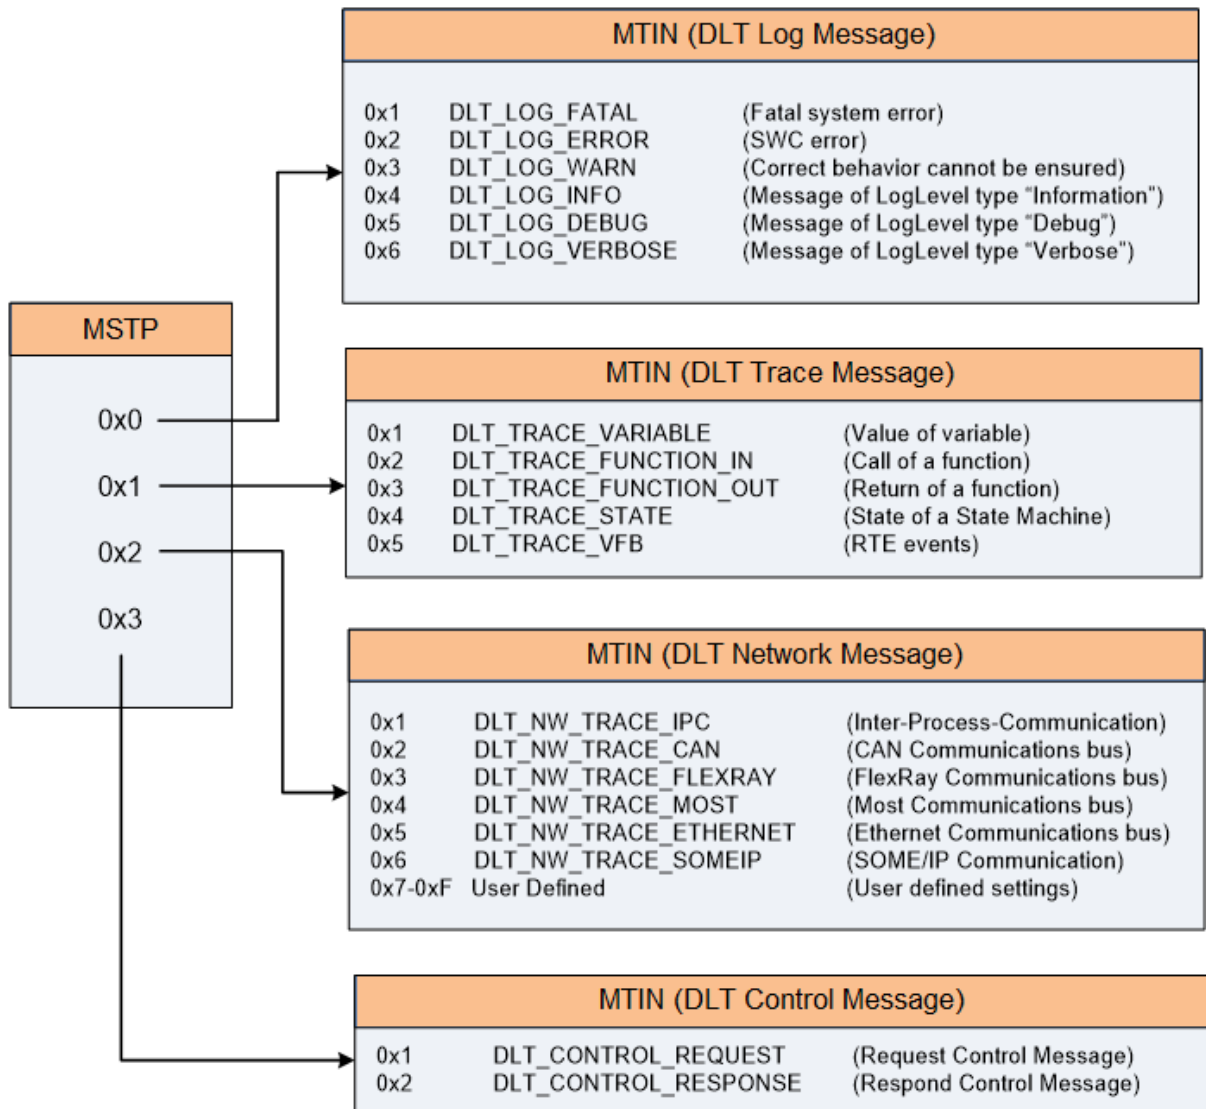 MTIN (DLT Log Message)
0x1 DLT_LOG_FATAL (Fatal system error)
0x2 DLT_LOG_ERROR (SWC error)
0x3 DLT_LOG_WARN (Correct behavior cannot be ensured)
0x4 DLT_LOG_INFO (Message of LogLevel type “Information”)
0x5 DLT_LOG_DEBUG (Message of LogLevel type “Debug”)
0x6 DLT_LOG_VERBOSE (Message of LogLevel type “Verbose”)
MSTP
0x0
0x1
0x2
0x3
MTIN (DLT Trace Message)
0x1 DLT_TRACE_VARIABLE (Value of variable)
0x2 DLT_TRACE_FUNCTION_IN (Call of a function)
0x3 DLT_TRACE_FUNCTION_OUT (Return of a function)
0x4 DLT_TRACE_STATE (State of a State Machine)
0x5 DLT_TRACE_VFB (RTE events)
MTIN (DLT Network Message)
0x1 DLT_NW_TRACE_IPC (Inter-Process-Communication)
0x2 DLT_NW_TRACE_CAN (CAN Communications bus)
0x3 DLT_NW_TRACE_FLEXRAY (FlexRay Communications bus)
0x4 DLT_NW_TRACE_MOST (Most Communications bus)
0x5 DLT_NW_TRACE_ETHERNET (Ethernet Communications bus)
0x6 DLT_NW_TRACE_SOMEIP (SOME/IP Communication)
0x7-0xF User Defined (User defined settings)
MTIN (DLT Control Message)
0x1 DLT_CONTROL_REQUEST (Request Control Message)
0x2 DLT_CONTROL_RESPONSE (Respond Control Message)